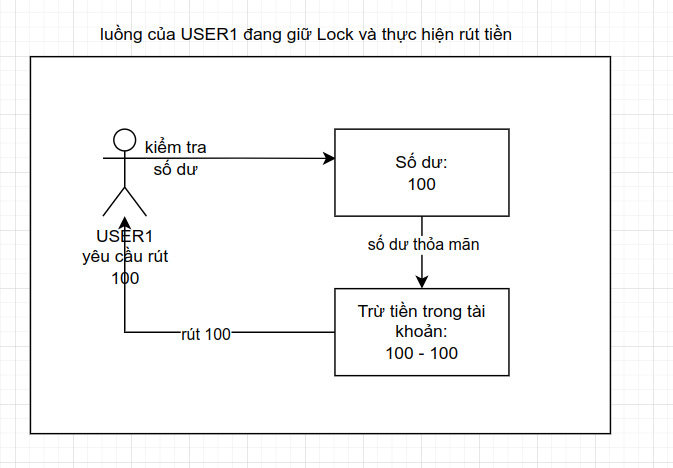 luồng của USER1 đang giữ Lock và thực hiện rút tiền
kiểm tra
số dư
Số dư:
100
USER1
yêu cầu rút
100
số dư thỏa mãn
Trừ tiền trong tài
khoản:
100 - 100
rút 100